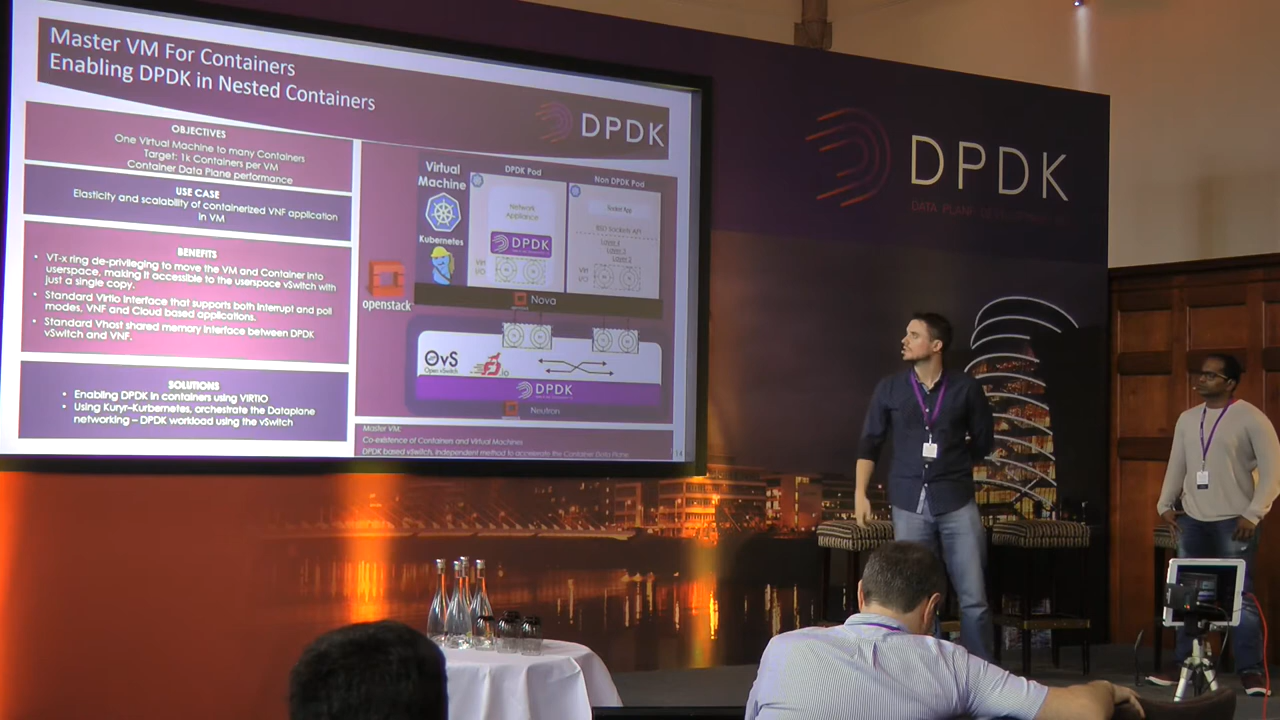 Master VM For Containers
Enabling DPDK in Nested Containers
DPDK
OBJECTIVES
One Virtual Machine to many Containers
Target: 1k Containers per VM
Container Data Plane performance
USE CASE
Elasticity and scalability of containerized VNF application
in VM
BENEFITS
• VT-x ring de-privileging to move the VM and Container into
userspace, making it accessible to the userspace vSwitch with
just a single copy.
• Standard Virtio interface that supports both interrupt and poll
modes, VNF and Cloud based applications.
• Standard Vhost shared memory interface between DPDK
vSwitch and VNF.
SOLUTIONS
• Enabling DPDK in containers using VIRTIO
• Using Kuryr-Kurbernetes, orchestrate the Dataplane
networking – DPDK workload using the vSwitch
Virtual
Machine
Kubernetes
openstack
DPDK Pod
Network
Appliance
DPDK
Non DPDK Pod
BSD Sockets API
Nova
OvS
Open vSwitch
DPDK
Neutron
Master VM:
Co-existence of Containers and Virtual Machines
DPDK based vSwitch, independent method to accelerate the Container Data Plane.
14
DPDK
DATA PLANE